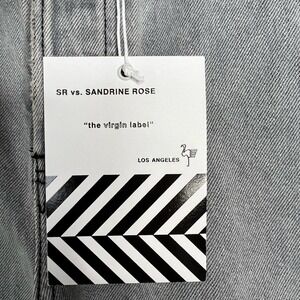 SR vs. SANDRINE ROSE
"the virgin label"
LOS ANGELES